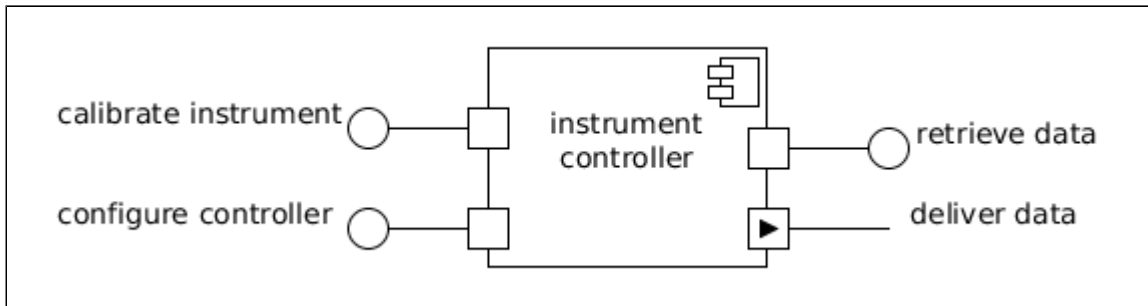 calibrate instrument
configure controller
instrument
controller
retrieve data
deliver data